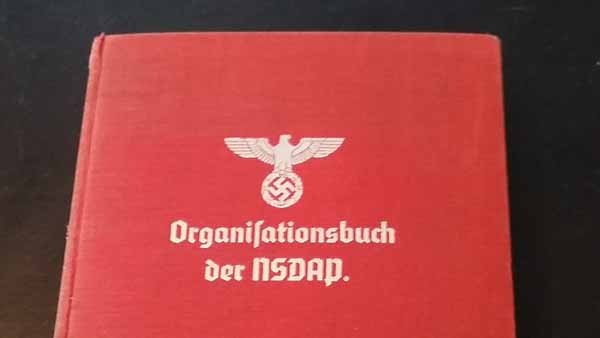 Organiſationsbuch
der NSDAP.